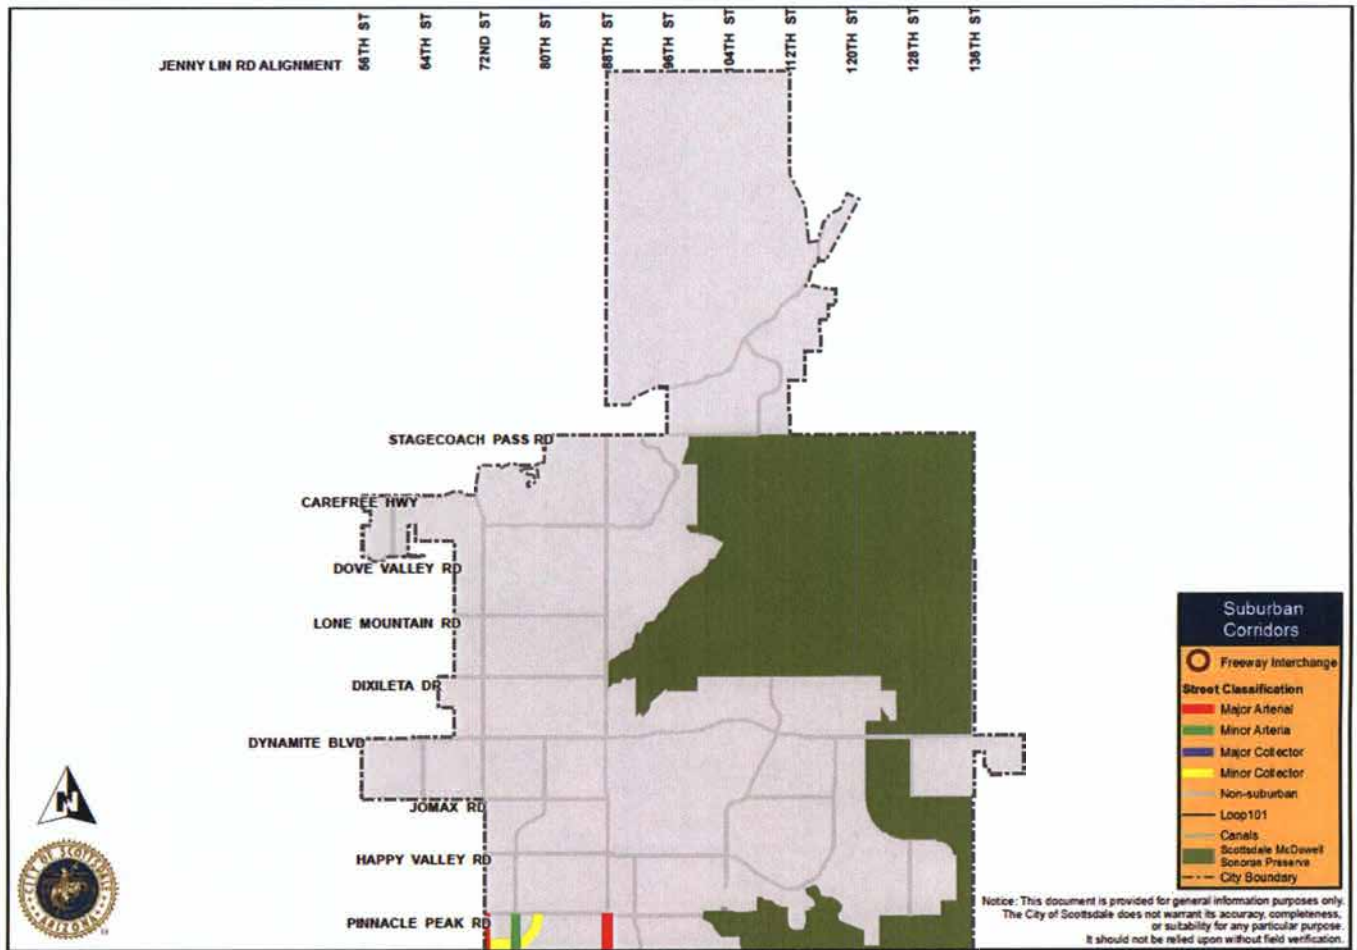 56TH ST
64TH ST
72ND ST
80TH ST
88TH ST
96TH ST
104TH ST
112TH ST
120TH ST
128TH ST
136TH ST
JENNY LIN RD ALIGNMENT
STAGECOACH PASS RD
CAREFREE HWY
DOVE VALLEY RD
LONE MOUNTAIN RD
DIXILETA DR
DYNAMITE BLVD
JOMAX RD
HAPPY VALLEY RD
PINNACLE PEAK RD
N
CITY OF SCOTTSDALE
ARIZONA
Suburban
Corridors
Freeway Interchange
Street Classification
Major Arterial
Minor Arteria
Major Collector
Minor Collector
Non-suburban
Loop101
Canals
Scottsdale McDowell
Sonoran Preserve
City Boundary
Notice: This document is provided for general information purposes only.
The City of Scottsdale does not warrant its accuracy, completeness,
or suitability for any particular purpose.
It should not be relied upon without field verification.